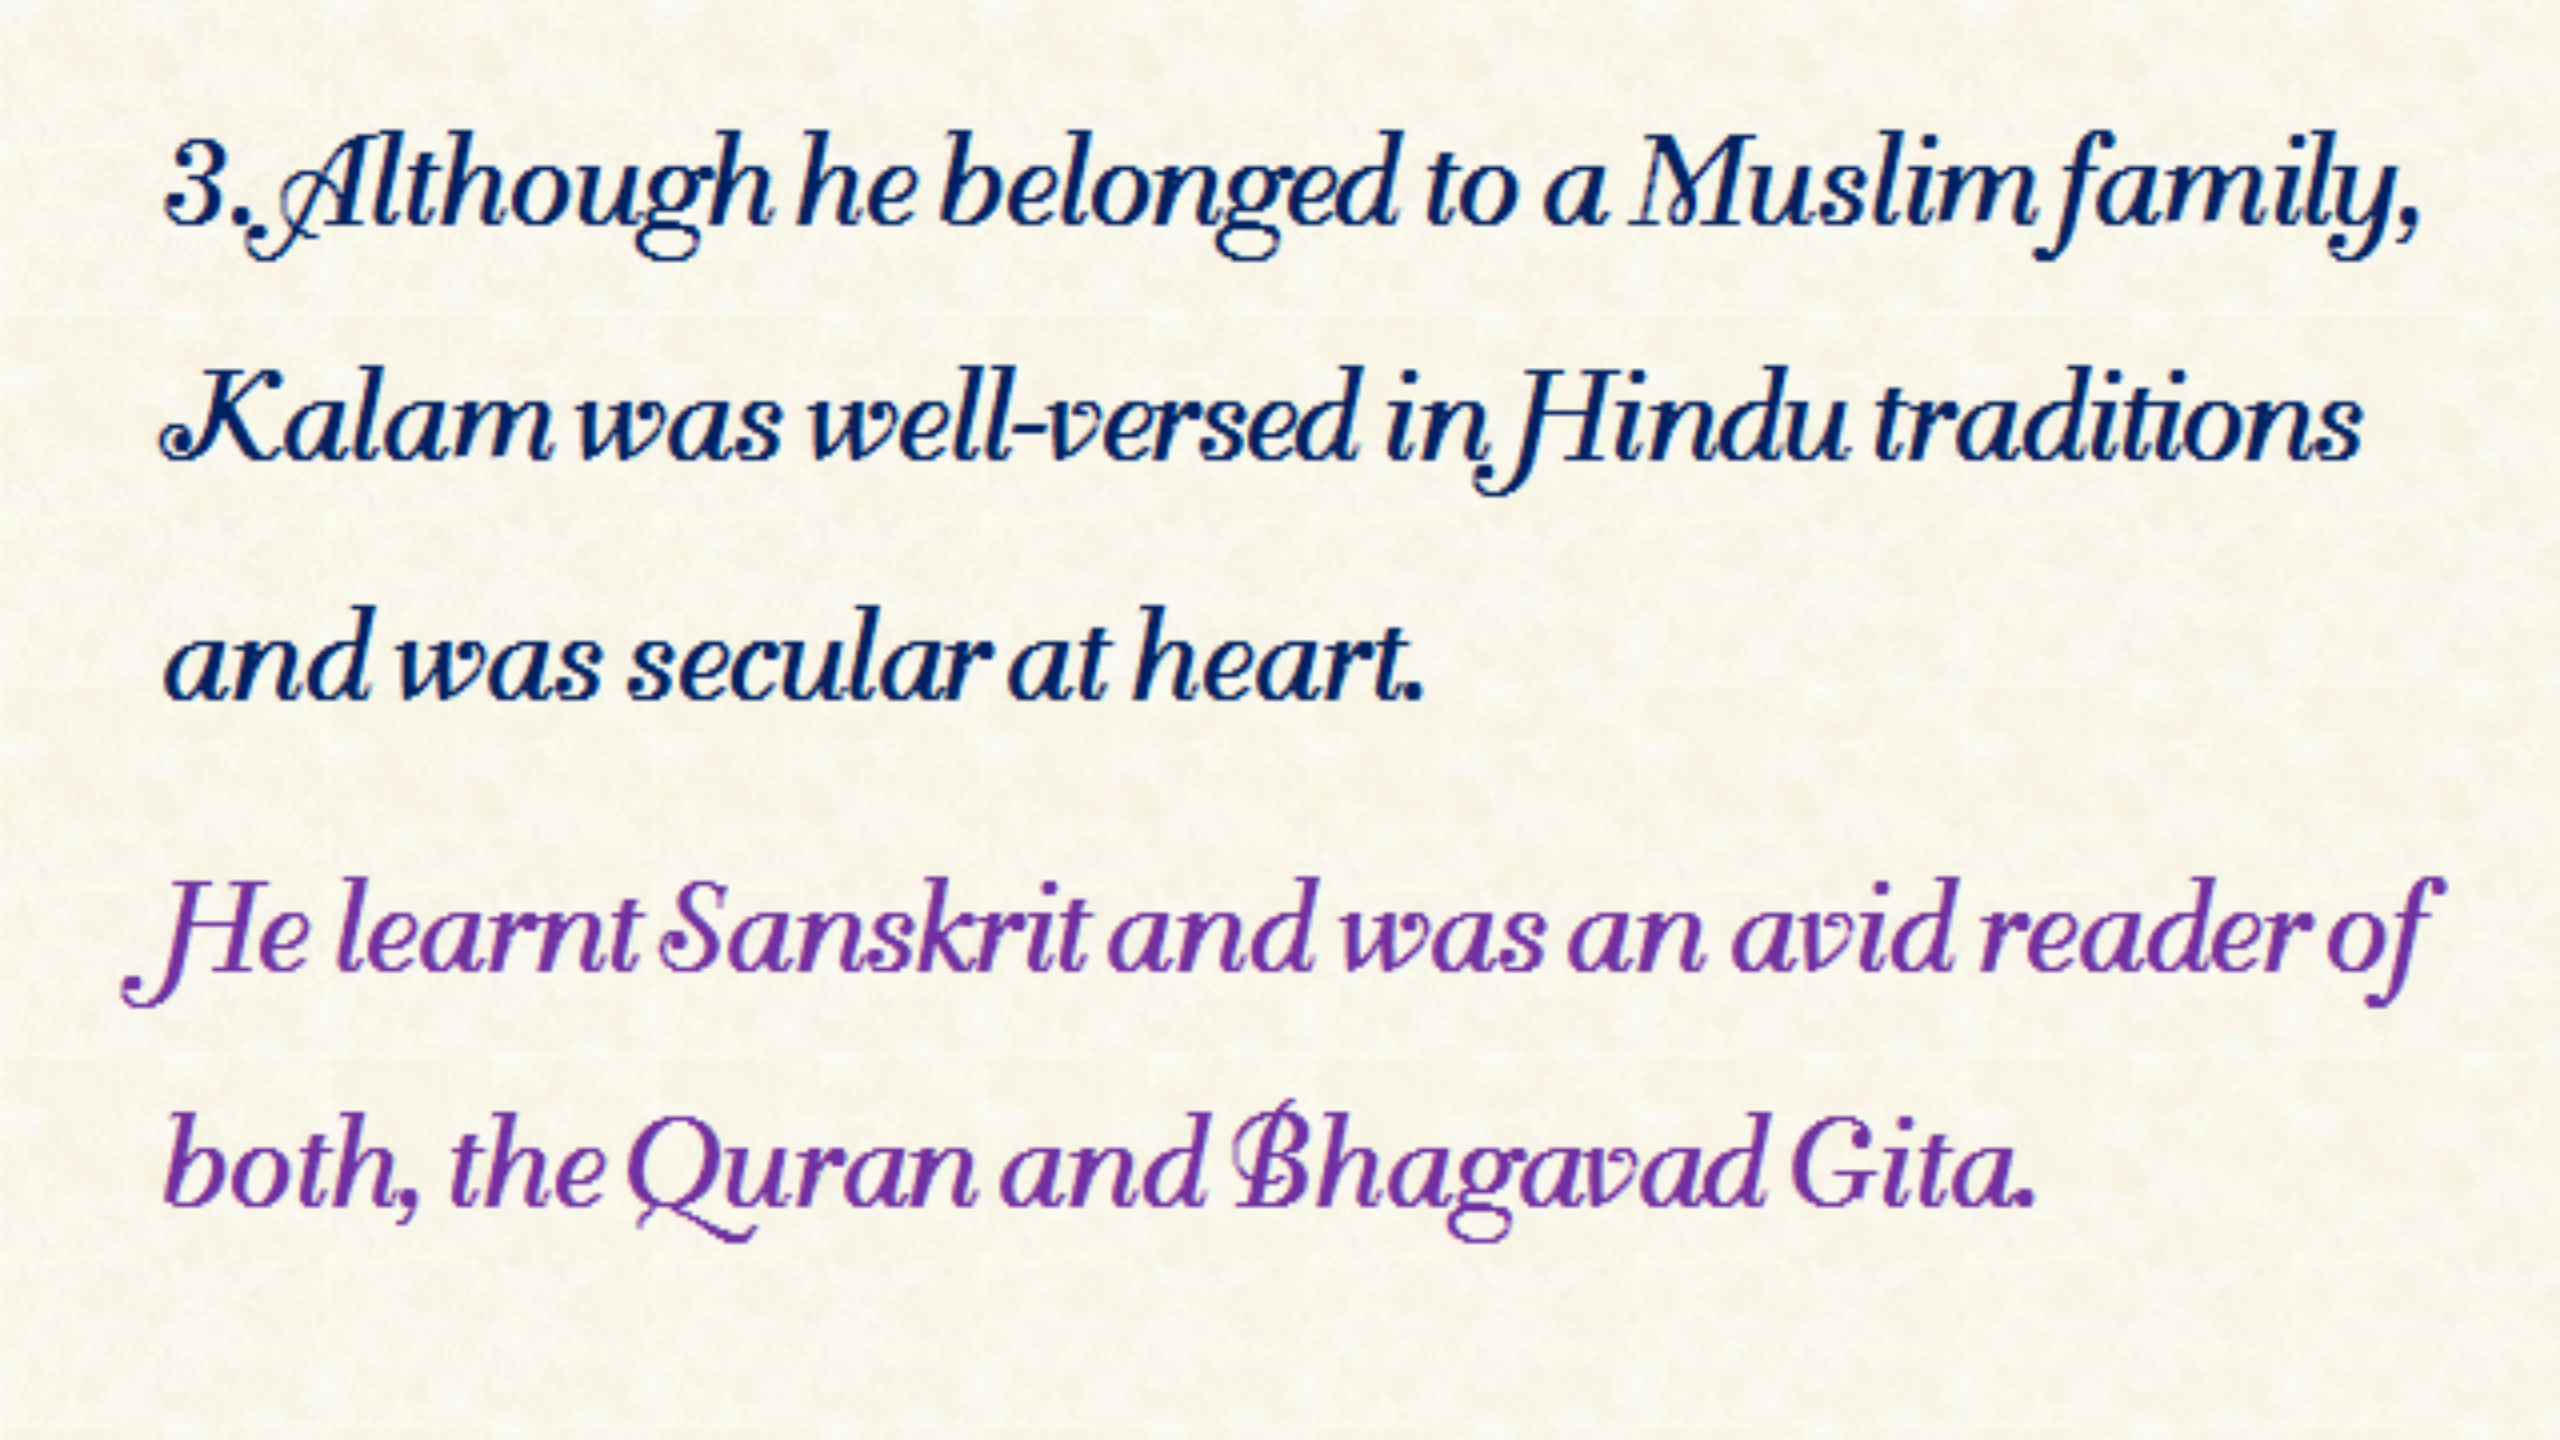 3. Although he belonged to a Muslim family,
Kalam was well-versed in Hindu traditions
and was secular at heart.
He learnt Sanskrit and was an avid reader of
both, the Quran and Bhagavad Gita.